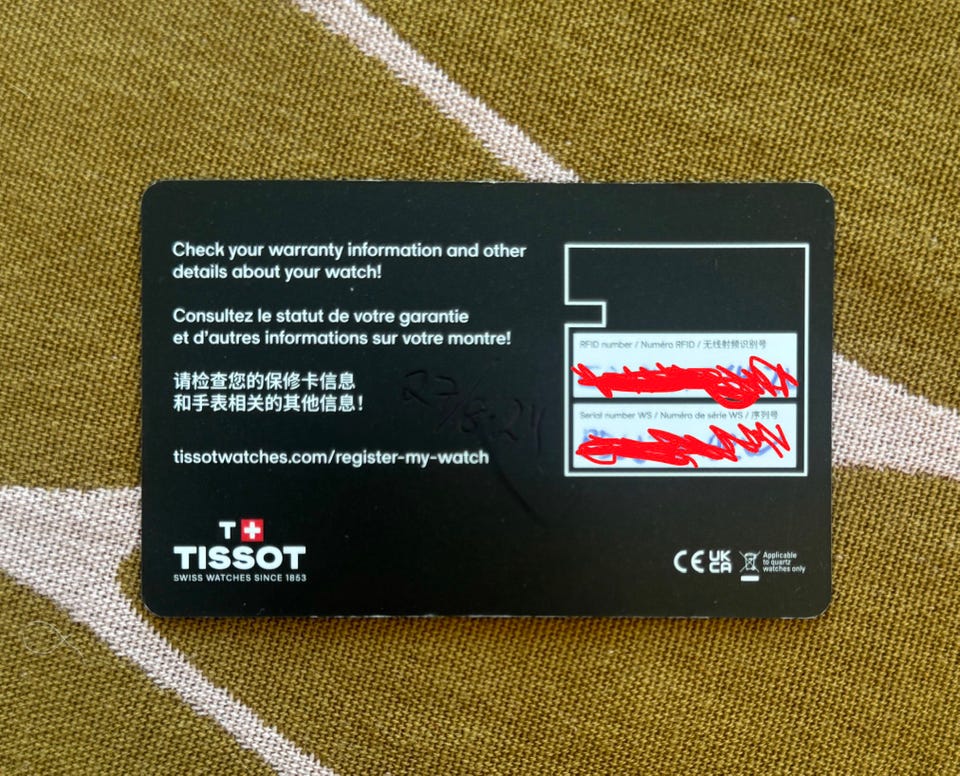 Check your warranty information and other
details about your watch!
Consultez le statut de votre garantie
et d'autres informations sur votre montre!
请检查您的保修卡信息
和手表相关的其他信息！
tissotwatches.com/register-my-watch
RFID number / Numéro RFID / 无线射频识别号
Serial number WS / Numéro de série WS / 序列号
27/8.24
T+
TISSOT
SWISS WATCHES SINCE 1853
CE UK
CA
Applicable
to quartz
watches only